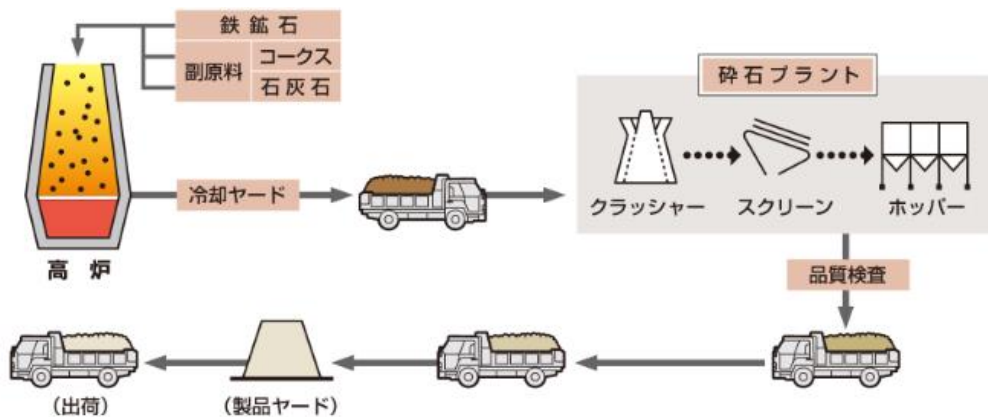 鉄鉱石
副原料
コークス
石灰石
高炉
冷却ヤード
砕石プラント
クラッシャー
スクリーン
ホッパー
品質検査
(製品ヤード)
(出荷)